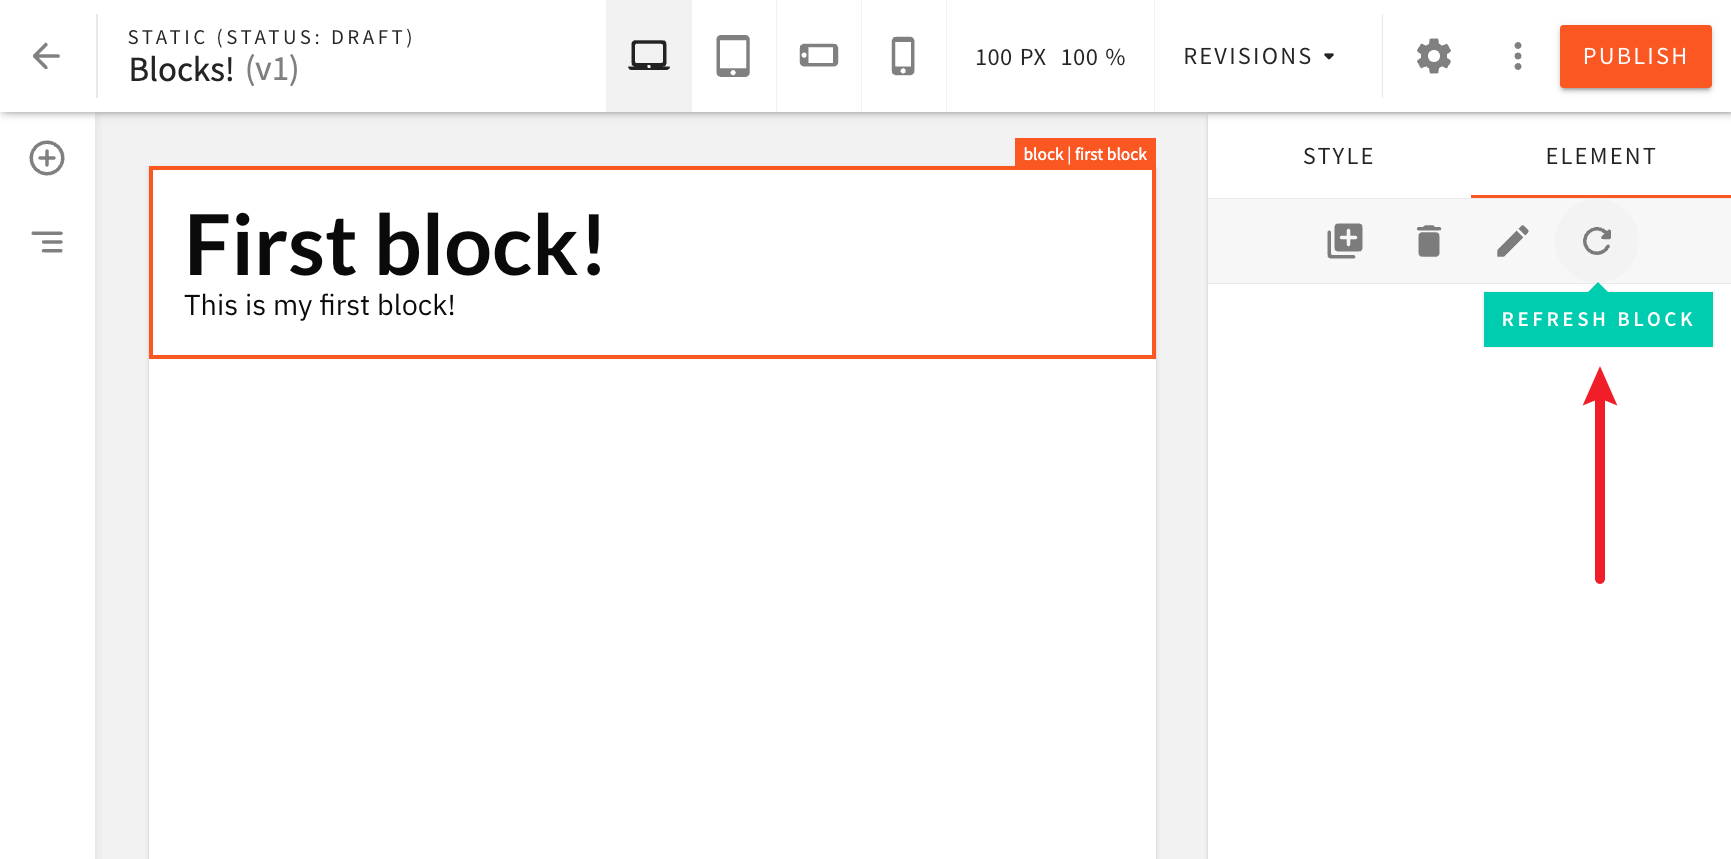 STATIC (STATUS: DRAFT)
Blocks! (v1)
100 PX 100 %
REVISIONS
PUBLISH
STYLE
ELEMENT
block | first block
First block!
This is my first block!
REFRESH BLOCK